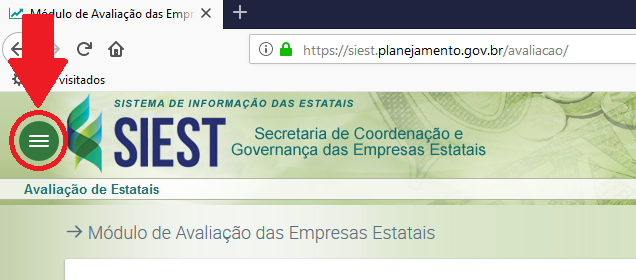 Módulo de Avaliação das Empr
https://siest.planejamento.gov.br/avaliacao/
visitados
SISTEMA DE INFORMAÇÃO DAS ESTATAIS
SIEST
Secretaria de Coordenação e
Governança das Empresas Estatais
Avaliação de Estatais
Módulo de Avaliação das Empresas Estatais